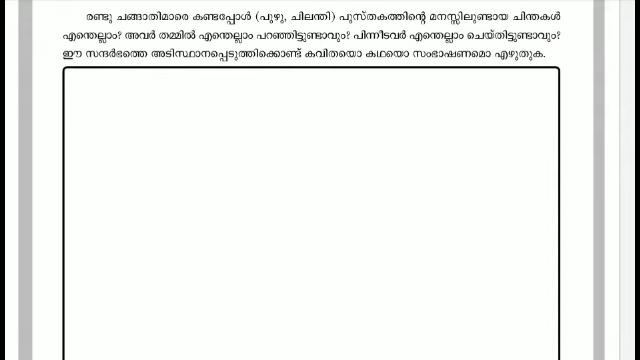 രണ്ടു ചങ്ങാതിമാരെ കണ്ടപ്പോൾ (പുഴു, ചിലന്തി) പുസ്തകത്തിന്റെ മനസ്സിലുണ്ടായ ചിന്തകൾ
എന്തെല്ലാം? അവർ തമ്മിൽ എന്തെല്ലാം പറഞ്ഞിട്ടുണ്ടാവും? പിന്നീടവർ എന്തെല്ലാം ചെയ്തിട്ടുണ്ടാവും?
ഈ സന്ദർഭത്തെ അടിസ്ഥാനപ്പെടുത്തിക്കൊണ്ട് കവിതയൊ കഥയൊ സംഭാഷണമൊ എഴുതുക.